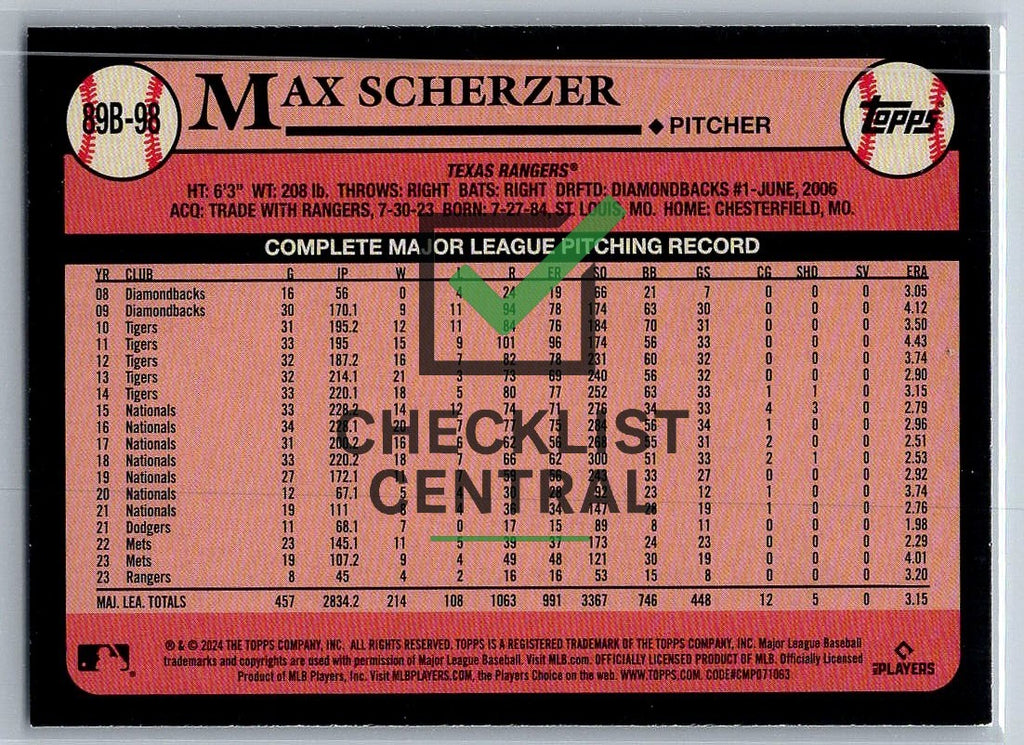 89B-98
MAX SCHERZER
◆ PITCHER
TOPPS
TEXAS RANGERS®
HT: 6'3" WT: 208 lb. THROWS: RIGHT BATS: RIGHT DRFTD: DIAMONDBACKS #1-JUNE, 2006
ACQ: TRADE WITH RANGERS, 7-30-23 BORN: 7-27-84, ST. LOUIS, MO. HOME: CHESTERFIELD, MO.
COMPLETE MAJOR LEAGUE PITCHING RECORD
YR CLUB G IP W L R ER SO BB GS CG SHO SV ERA
08 Diamondbacks 16 56 0 4 24 19 66 21 7 0 0 0 3.05
09 Diamondbacks 30 170.1 9 11 94 78 174 63 30 0 0 0 4.12
10 Tigers 31 195.2 12 11 84 76 184 70 31 0 0 0 3.50
11 Tigers 33 195 15 9 101 96 174 56 33 0 0 0 4.43
12 Tigers 32 187.2 16 7 82 78 231 60 32 0 0 0 3.74
13 Tigers 32 214.1 21 3 73 69 240 56 32 0 0 0 2.90
14 Tigers 33 220.1 18 5 80 77 252 63 33 1 1 0 3.15
15 Nationals 33 228.2 14 12 74 71 276 34 33 4 3 0 2.79
16 Nationals 34 228.1 20 7 77 75 284 56 34 1 0 0 2.96
17 Nationals 31 200.2 16 6 62 56 268 55 31 2 0 0 2.51
18 Nationals 33 220.2 18 7 66 62 300 51 33 2 1 0 2.53
19 Nationals 27 172.1 11 7 59 56 243 33 27 0 0 0 2.92
20 Nationals 12 67.1 5 4 30 28 92 23 12 1 0 0 3.74
21 Nationals 19 111 8 4 36 34 147 28 19 1 0 0 2.76
21 Dodgers 11 68.1 7 0 17 15 89 8 11 0 0 0 1.98
22 Mets 23 145.1 11 5 39 37 173 24 23 0 0 0 2.29
23 Mets 19 107.2 9 4 49 48 121 30 19 0 0 0 4.01
23 Rangers 8 45 4 2 16 16 53 15 8 0 0 0 3.20
MAJ. LEA. TOTALS 457 2834.2 214 108 1063 991 3367 746 448 12 5 0 3.15
CHECKLIST
CENTRAL
® & © 2024 THE TOPPS COMPANY, INC. ALL RIGHTS RESERVED. TOPPS IS A REGISTERED TRADEMARK OF THE TOPPS COMPANY, INC. Major League Baseball
trademarks and copyrights are used with permission of Major League Baseball. Visit MLB.com. OFFICIALLY LICENSED PRODUCT OF MLB. Officially Licensed
Product of MLB Players, Inc. Visit MLBPLAYERS.com, the Players Choice on the web. WWW.TOPPS.COM. CODE#CMP071063
MLB PLAYERS